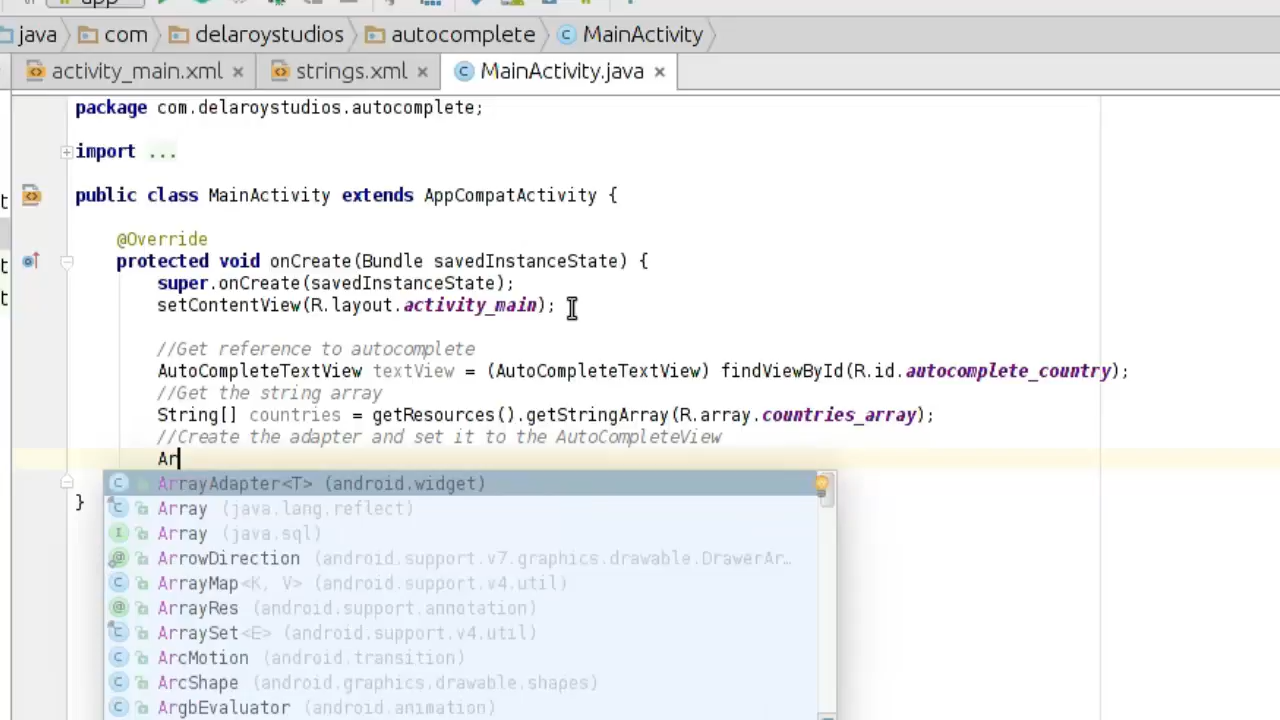 app
java com delaroystudios autocomplete MainActivity
activity_main.xml strings.xml MainActivity.java
package com.delaroystudios.autocomplete;
import ...
public class MainActivity extends AppCompatActivity {
@Override
protected void onCreate(Bundle savedInstanceState) {
super.onCreate(savedInstanceState);
setContentView(R.layout.activity_main);
//Get reference to autocomplete
AutoCompleteTextView textView = (AutoCompleteTextView) findViewById(R.id.autocomplete_country);
//Get the string array
String[] countries = getResources().getStringArray(R.array.countries_array);
//Create the adapter and set it to the AutoCompleteView
Ar
ArrayAdapter<T> (android.widget)
}
Array (java.lang.reflect)
Array (java.sql)
ArrowDirection (android.support.v7.graphics.drawable.DrawerAr…
ArrayMap<K, V> (android.support.v4.util)
ArrayRes (android.support.annotation)
ArraySet<E> (android.support.v4.util)
ArcMotion (android.transition)
ArcShape (android.graphics.drawable.shapes)
ArgbEvaluator (android.animation)